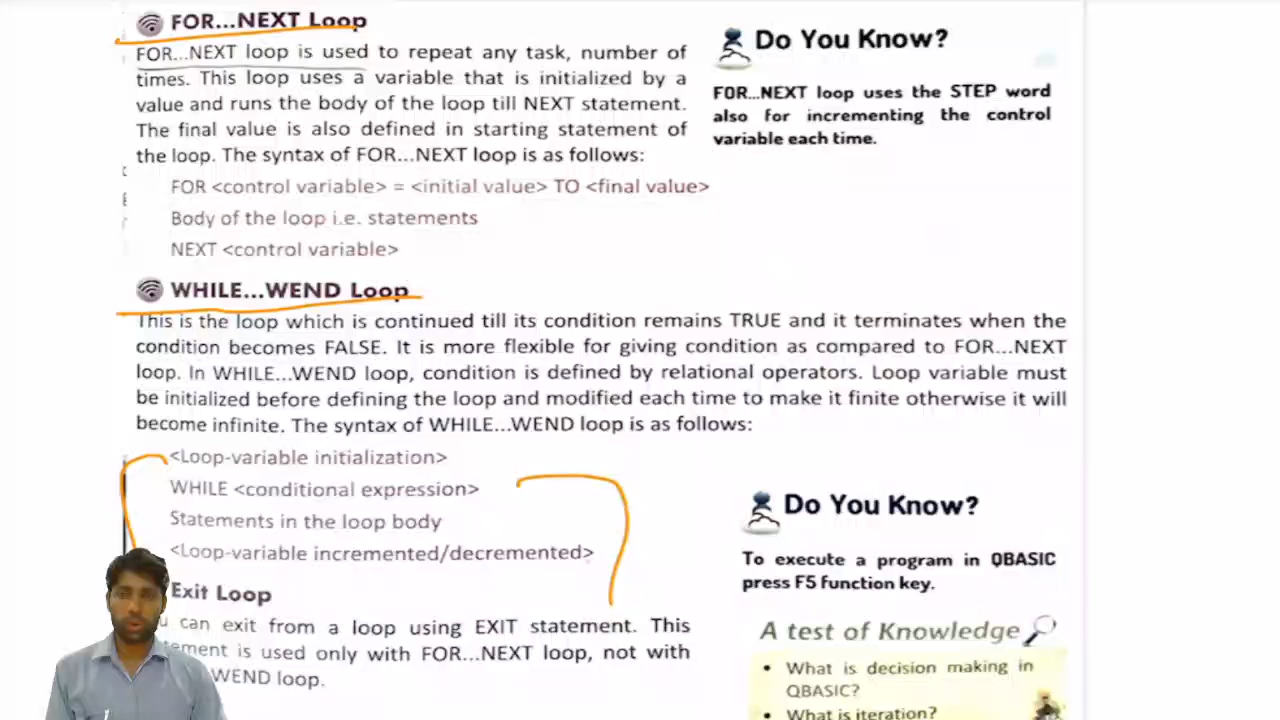 FOR...NEXT Loop
FOR...NEXT loop is used to repeat any task, number of
times. This loop uses a variable that is initialized by a
value and runs the body of the loop till NEXT statement.
The final value is also defined in starting statement of
the loop. The syntax of FOR...NEXT loop is as follows:
FOR <control variable> = <initial value> TO <final value>
Body of the loop i.e. statements
NEXT <control variable>
Do You Know?
FOR...NEXT loop uses the STEP word
also for incrementing the control
variable each time.
WHILE...WEND Loop
This is the loop which is continued till its condition remains TRUE and it terminates when the
condition becomes FALSE. It is more flexible for giving condition as compared to FOR...NEXT
loop. In WHILE...WEND loop, condition is defined by relational operators. Loop variable must
be initialized before defining the loop and modified each time to make it finite otherwise it will
become infinite. The syntax of WHILE...WEND loop is as follows:
<Loop-variable initialization>
WHILE <conditional expression>
Statements in the loop body
<Loop-variable incremented/decremented>
Exit Loop
can exit from a loop using EXIT statement. This
is used only with FOR...NEXT loop, not with
WEND loop.
Do You Know?
To execute a program in QBASIC
press F5 function key.
A test of Knowledge
• What is decision making in
QBASIC?
• What is iteration?